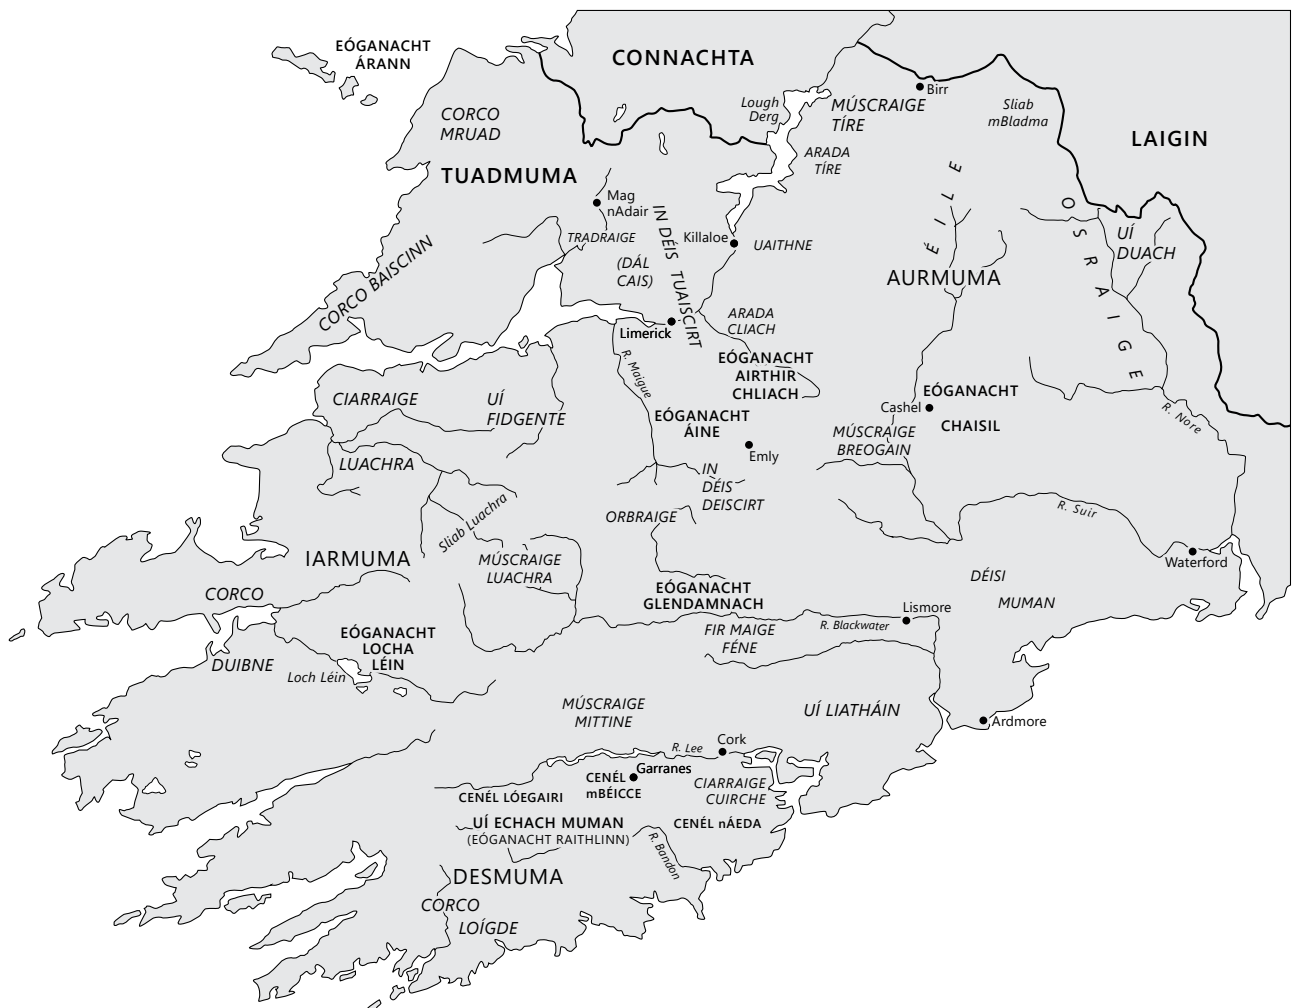 EÓGANACHT
ÁRANN
CONNACHTA
Birr
Lough
Derg
MÚSCRAIGE
TÍRE
Sliab
mBladma
CORCO
MRUAD
LAIGIN
ARADA
TÍRE
TUADMUMA
Mag
nAdair
IN DÉIS TUAISCIRT
ÉILE
OSRAIGE
UÍ
DUACH
TRADRAIGE
Killaloe
UAITHNE
(DÁL
CAIS)
CORCO BAISCINN
AURMUMA
ARADA
CLIACH
Limerick
R. Maigue
EÓGANACHT
AIRTHIR
CHLIACH
CIARRAIGE
UÍ
FIDGENTE
EÓGANACHT
CHAISIL
Cashel
R. Nore
EÓGANACHT
ÁINE
MÚSCRAIGE
BREOGAIN
Emly
LUACHRA
IN
DÉIS
DEISCIRT
Sliab Luachra
ORBRAIGE
R. Suir
IARMUMA
MÚSCRAIGE
LUACHRA
Waterford
DÉISI
MUMAN
CORCO
DUIBNE
EÓGANACHT
GLENDAMNACH
Lismore
R. Blackwater
FIR MAIGE
FÉNE
EÓGANACHT
LOCHA
LÉIN
Loch Léin
MÚSCRAIGE
MITTINE
UÍ LIATHÁIN
Ardmore
Cork
R. Lee
Garranes
CENÉL
mBÉICCE
CIARRAIGE
CUIRCHE
CENÉL LÓEGAIRI
UÍ ECHACH MUMAN
(EÓGANACHT RAITHLINN)
CENÉL nÁEDA
R. Bandon
DESMUMA
CORCO
LOÍGDE